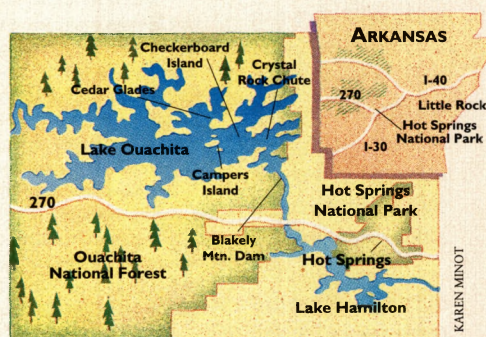 ARKANSAS
Checkerboard
Island
Crystal
Rock Chute
I-40
Cedar Glades
270
Little Rock
Hot Springs
National Park
Lake Ouachita
I-30
Campers
Island
Hot Springs
National Park
270
Blakely
Mtn. Dam
Ouachita
National Forest
Hot Springs
Lake Hamilton
KAREN MINOT